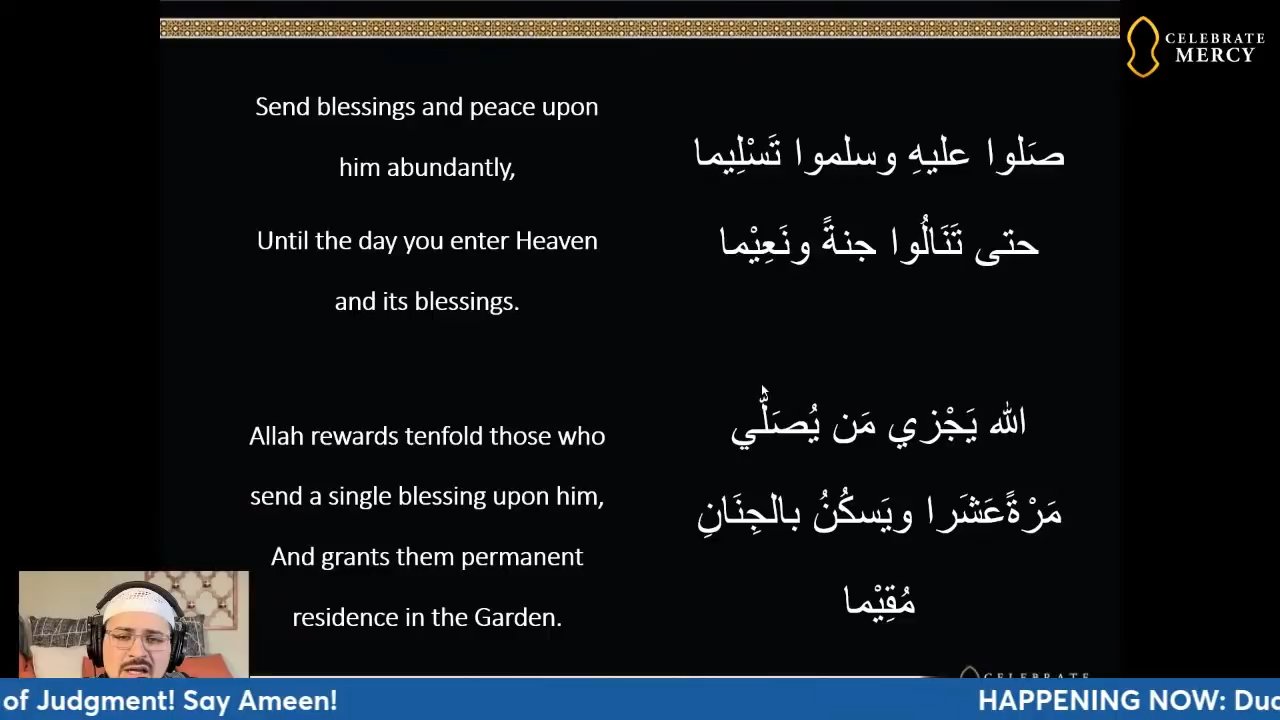 CELEBRATE
MERCY
Send blessings and peace upon
him abundantly,
Until the day you enter Heaven
and its blessings.
صَلوا عليهِ وسلموا تَسْلِيما
حتى تَنَالُوا جنةً ونَعِيْما
Allah rewards tenfold those who
send a single blessing upon him,
And grants them permanent
residence in the Garden.
الله يَجْزي مَن يُصَلّْي
مَرْةًعَشَرا ويَسكُنُ بالجِنَانِ
مُقِيْما
CELEBRATE
of Judgment! Say Ameen!
HAPPENING NOW: